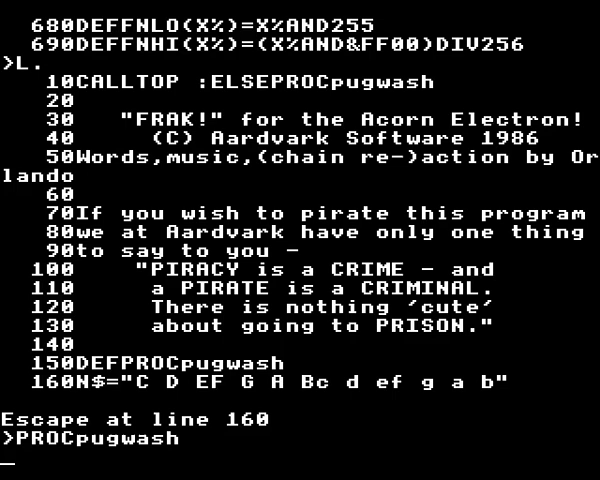 680DEFFNLO(X%)=X%AND255
690DEFFNHI(X%)=(X%AND&FF00)DIV256
>L.
10CALLTOP :ELSEPROCpugwash
20
30   "FRAK!" for the Acorn Electron!
40     (C) Aardvark Software 1986
50Words,music,(chain re-)action by Or
lando
60
70If you wish to pirate this program
80we at Aardvark have only one thing
90to say to you -
100    "PIRACY is a CRIME - and
110     a PIRATE is a CRIMINAL.
120     There is nothing 'cute'
130     about going to PRISON."
140
150DEFPROCpugwash
160N$="C D EF G A Bc d ef g a b"
Escape at line 160
>PROCpugwash
_